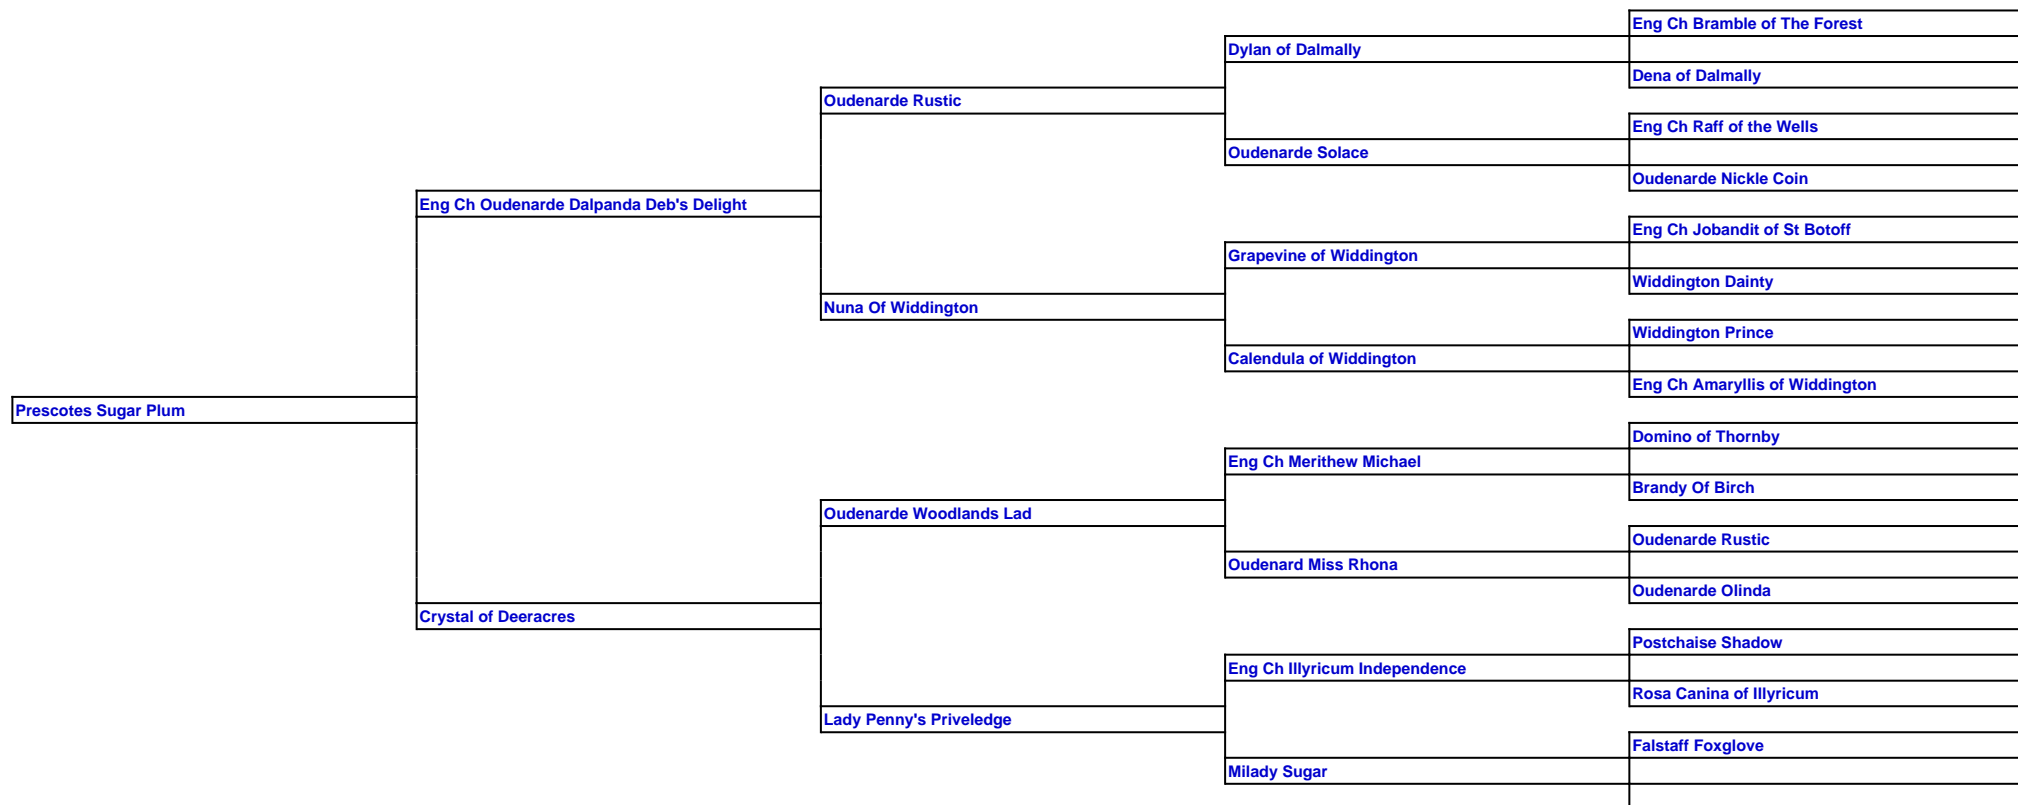 Eng Ch Bramble of The Forest
Dylan of Dalmally
Dena of Dalmally
Oudenarde Rustic
Eng Ch Raff of the Wells
Oudenarde Solace
Oudenarde Nickle Coin
Eng Ch Oudenarde Dalpanda Deb's Delight
Eng Ch Jobandit of St Botoff
Grapevine of Widdington
Widdington Dainty
Nuna Of Widdington
Widdington Prince
Calendula of Widdington
Eng Ch Amaryllis of Widdington
Prescotes Sugar Plum
Domino of Thornby
Eng Ch Merithew Michael
Brandy Of Birch
Oudenarde Woodlands Lad
Oudenarde Rustic
Oudenard Miss Rhona
Oudenarde Olinda
Crystal of Deeracres
Postchaise Shadow
Eng Ch Illyricum Independence
Rosa Canina of Illyricum
Lady Penny's Priveledge
Falstaff Foxglove
Milady Sugar